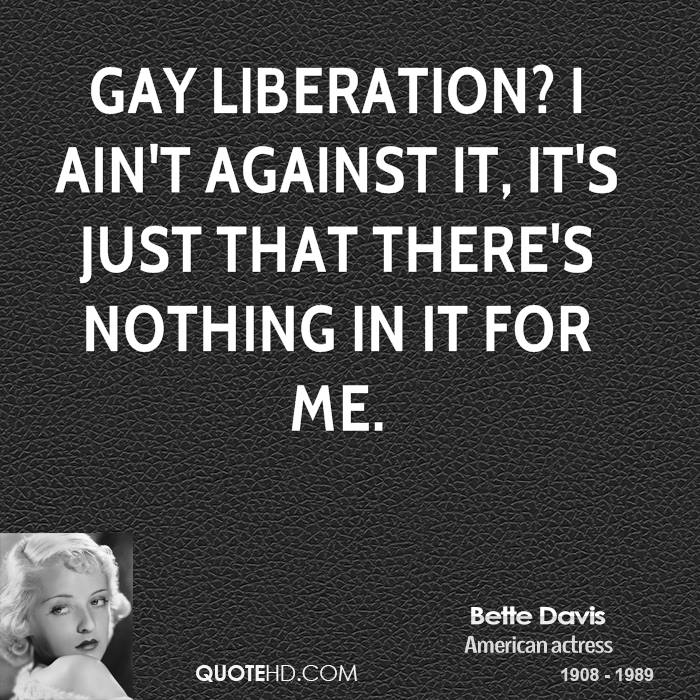 GAY LIBERATION? I
AIN'T AGAINST IT, IT'S
JUST THAT THERE'S
NOTHING IN IT FOR
ME.
Bette Davis
American actress
QUOTEHD.COM
1908 - 1989